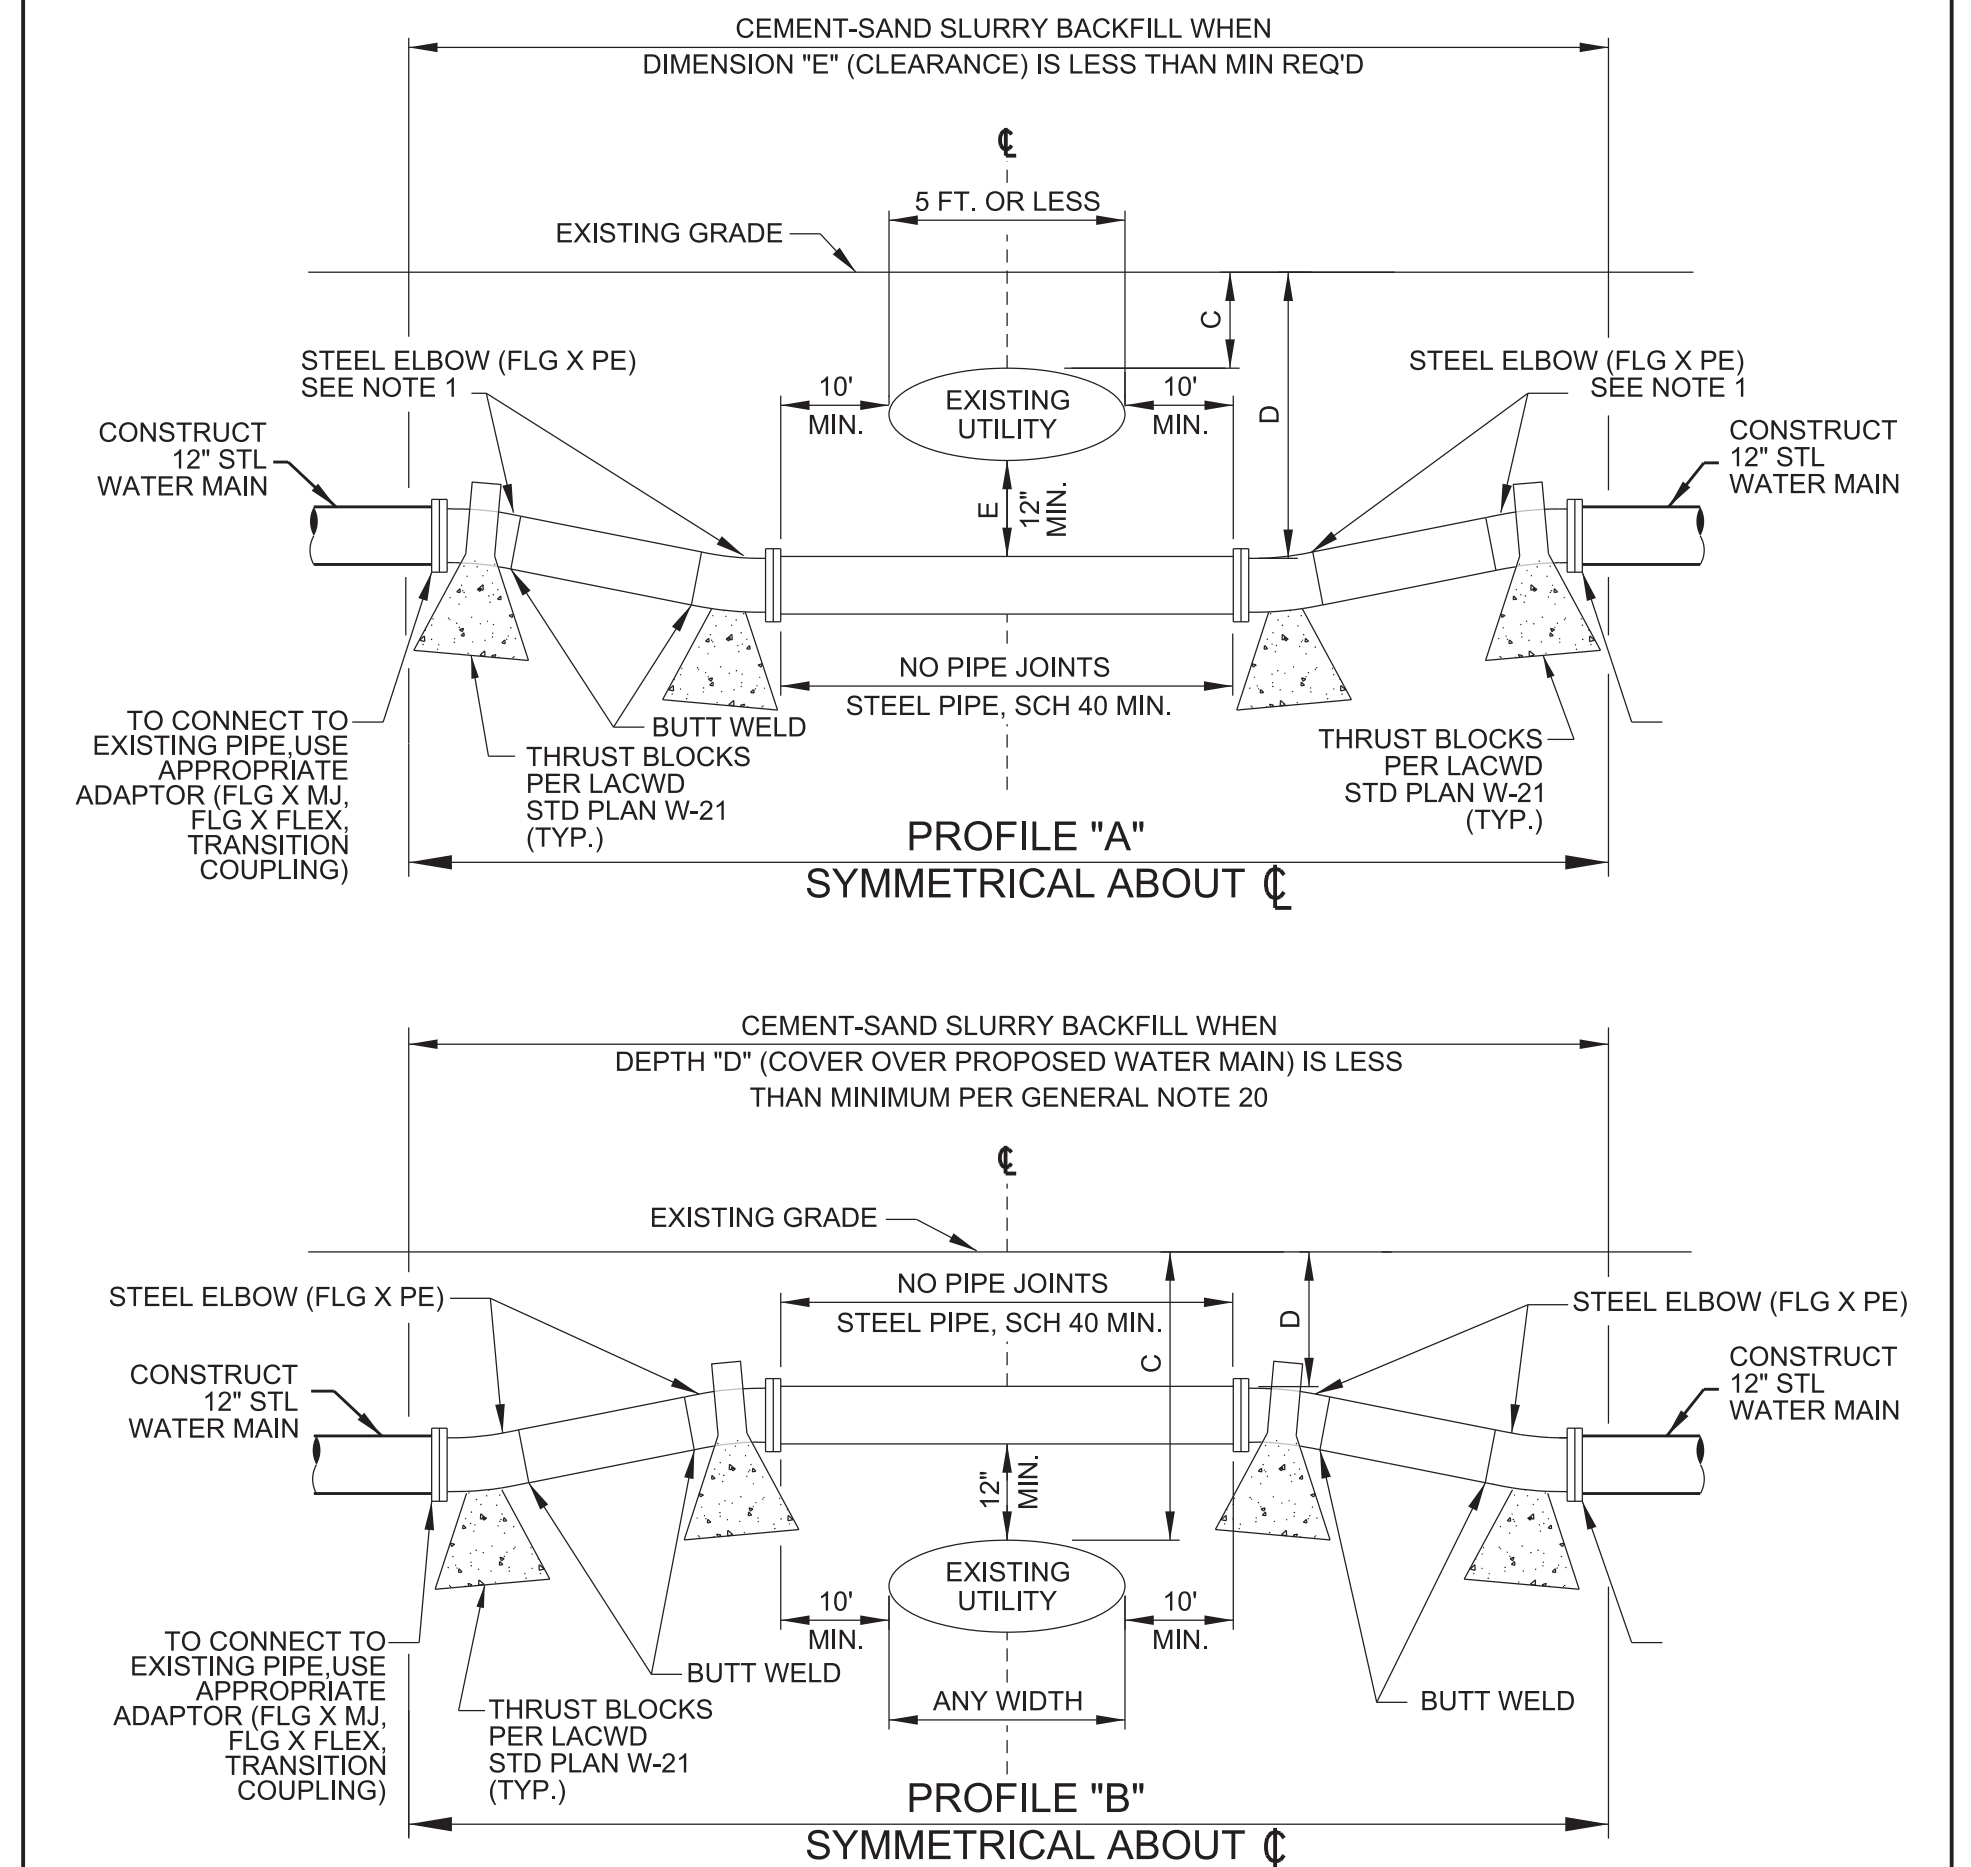 CEMENT-SAND SLURRY BACKFILL WHEN
DIMENSION "E" (CLEARANCE) IS LESS THAN MIN REQ'D
℄
5 FT. OR LESS
EXISTING GRADE
C
D
STEEL ELBOW (FLG X PE)
SEE NOTE 1
STEEL ELBOW (FLG X PE)
SEE NOTE 1
10'
MIN.
EXISTING
UTILITY
10'
MIN.
CONSTRUCT
12" STL
WATER MAIN
CONSTRUCT
12" STL
WATER MAIN
E
12"
MIN.
NO PIPE JOINTS
STEEL PIPE, SCH 40 MIN.
TO CONNECT TO
EXISTING PIPE,USE
APPROPRIATE
ADAPTOR (FLG X MJ,
FLG X FLEX,
TRANSITION
COUPLING)
BUTT WELD
THRUST BLOCKS
PER LACWD
STD PLAN W-21
(TYP.)
THRUST BLOCKS
PER LACWD
STD PLAN W-21
(TYP.)
PROFILE "A"
SYMMETRICAL ABOUT ℄
CEMENT-SAND SLURRY BACKFILL WHEN
DEPTH "D" (COVER OVER PROPOSED WATER MAIN) IS LESS
THAN MINIMUM PER GENERAL NOTE 20
℄
EXISTING GRADE
NO PIPE JOINTS
STEEL PIPE, SCH 40 MIN.
D
C
STEEL ELBOW (FLG X PE)
STEEL ELBOW (FLG X PE)
CONSTRUCT
12" STL
WATER MAIN
CONSTRUCT
12" STL
WATER MAIN
12"
MIN.
10'
MIN.
EXISTING
UTILITY
10'
MIN.
TO CONNECT TO
EXISTING PIPE,USE
APPROPRIATE
ADAPTOR (FLG X MJ,
FLG X FLEX,
TRANSITION
COUPLING)
BUTT WELD
THRUST BLOCKS
PER LACWD
STD PLAN W-21
(TYP.)
ANY WIDTH
BUTT WELD
PROFILE "B"
SYMMETRICAL ABOUT ℄